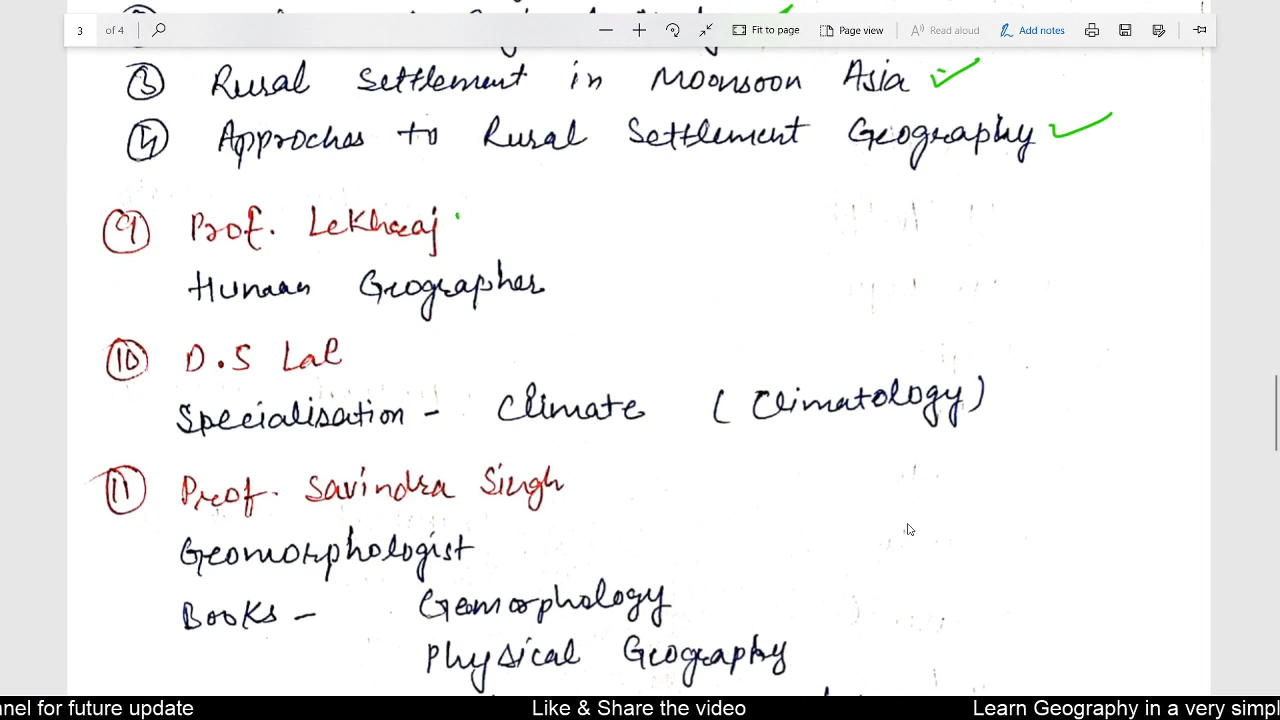 3 of 4 Fit to page Page view Read aloud Add notes
③ Rural Settlement in Moonsoon Asia
④ Approches to Rural Settlement Geography
⑨ Prof. Lekhraj
Human Geographer
⑩ D.S Lal
Specialisation - Climate (Climatology)
⑪ Prof. Savindra Singh
Geomorphologist
Books - Geomorphology
Physical Geography
nnel for future update Like & Share the video Learn Geography in a very simpl